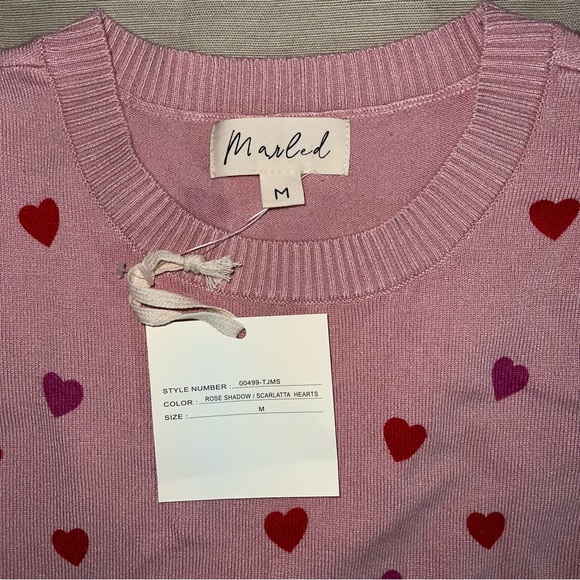 Marled
M
STYLE NUMBER : 00499-TJMS
COLOR : ROSE SHADOW / SCARLATTA HEARTS
SIZE : M